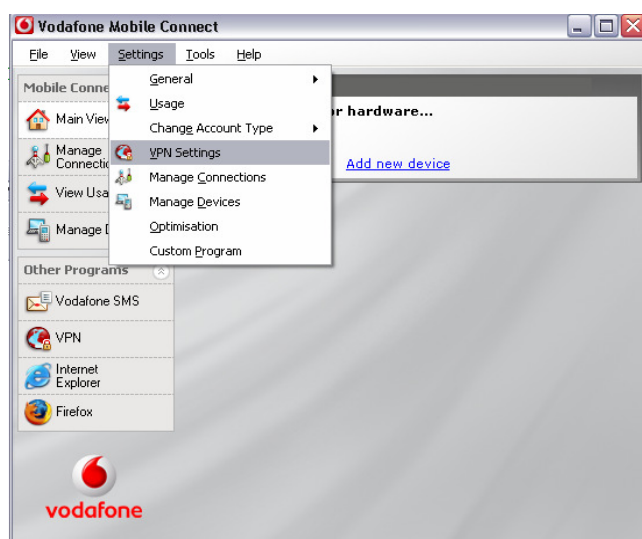 Vodafone Mobile Connect
File View Settings Tools Help
Mobile Conne
Main View
Manage
Connectio
View Usa
Manage D
General
Usage
Change Account Type
VPN Settings
Manage Connections
Manage Devices
Optimisation
Custom Program
r hardware...
Add new device
Other Programs
Vodafone SMS
VPN
Internet
Explorer
Firefox
vodafone